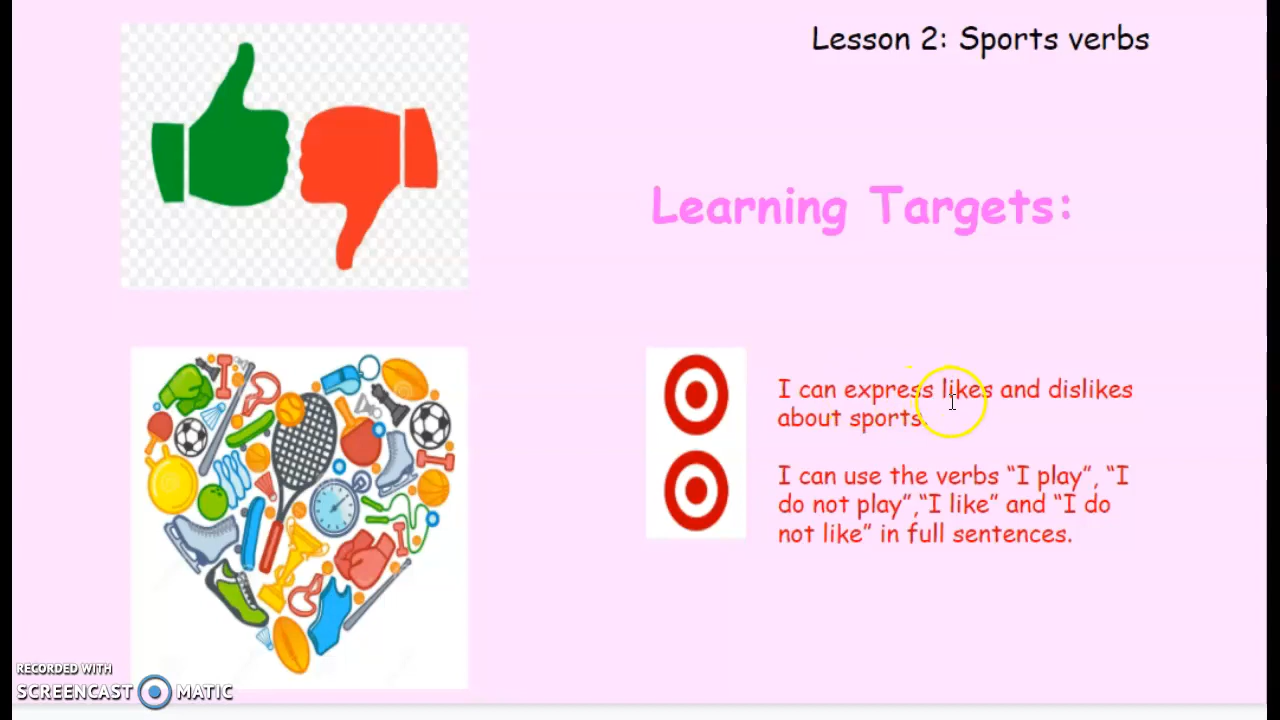 Lesson 2: Sports verbs
Learning Targets:
I can express likes and dislikes
about sports.
I can use the verbs “I play”, “I
do not play”,“I like” and “I do
not like” in full sentences.
RECORDED WITH
SCREENCAST MATIC